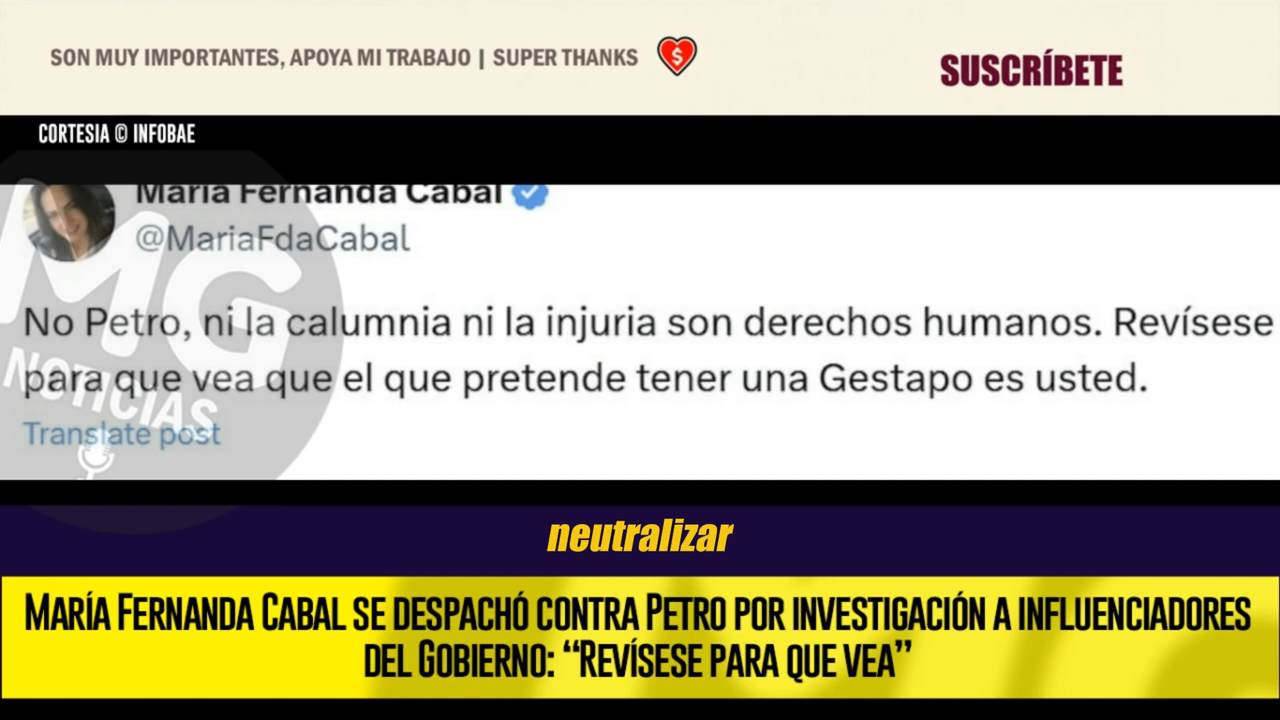 SON MUY IMPORTANTES, APOYA MI TRABAJO | SUPER THANKS
$
SUSCRÍBETE
CORTESIA © INFOBAE
María Fernanda Cabal
@MariaFdaCabal
No Petro, ni la calumnia ni la injuria son derechos humanos. Revísese
para que vea que el que pretende tener una Gestapo es usted.
Translate post
MG
NOTICIAS
neutralizar
MARÍA FERNANDA CABAL SE DESPACHÓ CONTRA PETRO POR INVESTIGACIÓN A INFLUENCIADORES
DEL GOBIERNO: “REVÍSESE PARA QUE VEA”